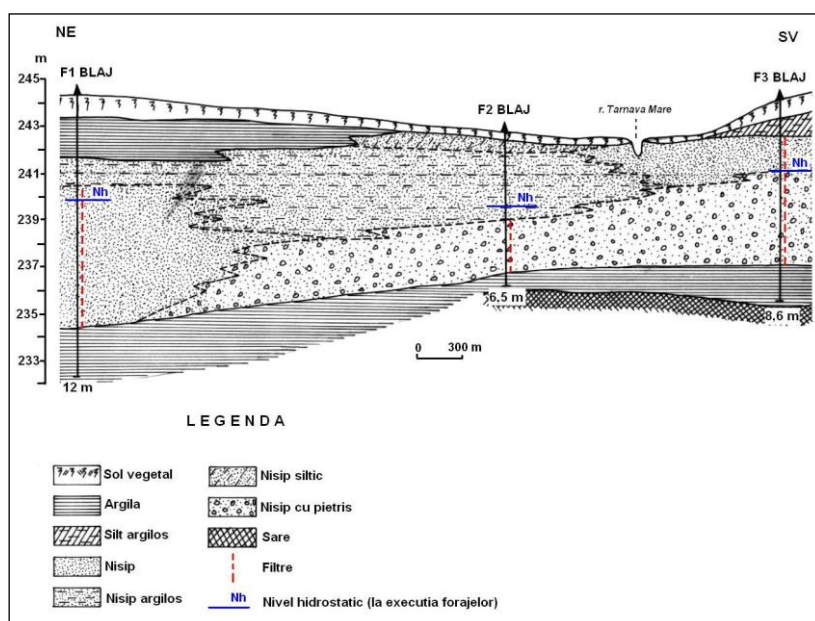 NE
SV
m
F1 BLAJ
F2 BLAJ
r. Tarnava Mare
F3 BLAJ
245
243
241
239
237
235
233
Nh
Nh
Nh
6.5 m
8,6 m
12 m
0 300 m
LEGENDA
Sol vegetal
Argila
Silt argilos
Nisip
Nisip argilos
Nisip siltic
Nisip cu pietris
Sare
Filtre
Nh Nivel hidrostatic (la executia forajelor)